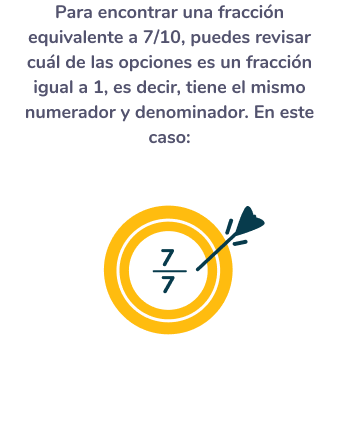 Para encontrar una fracción
equivalente a 7/10, puedes revisar
cuál de las opciones es un fracción
igual a 1, es decir, tiene el mismo
numerador y denominador. En este
caso:
7
7